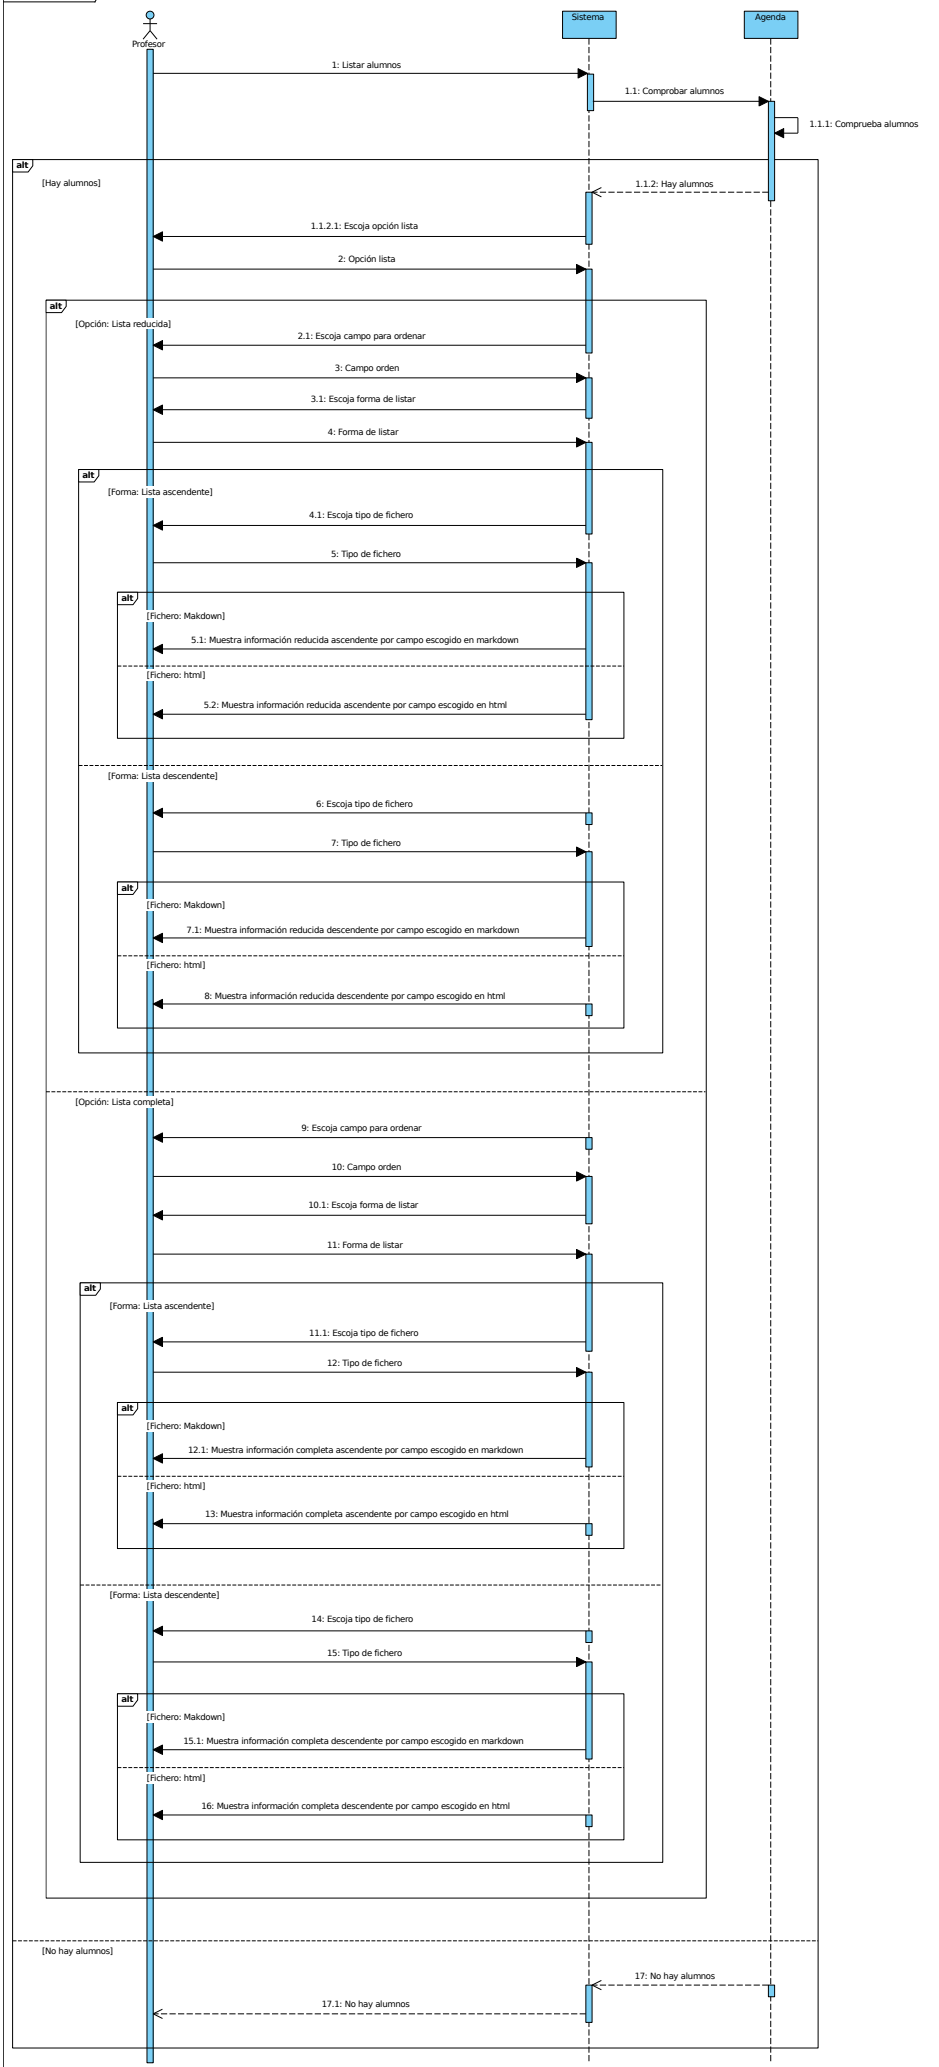 Profesor
Sistema
Agenda
1: Listar alumnos
1.1: Comprobar alumnos
1.1.1: Comprueba alumnos
alt
[Hay alumnos]
1.1.2: Hay alumnos
1.1.2.1: Escoja opción lista
2: Opción lista
alt
[Opción: Lista reducida]
2.1: Escoja campo para ordenar
3: Campo orden
3.1: Escoja forma de listar
4: Forma de listar
alt
[Forma: Lista ascendente]
4.1: Escoja tipo de fichero
5: Tipo de fichero
alt
[Fichero: Makdown]
5.1: Muestra información reducida ascendente por campo escogido en markdown
[Fichero: html]
5.2: Muestra información reducida ascendente por campo escogido en html
[Forma: Lista descendente]
6: Escoja tipo de fichero
7: Tipo de fichero
alt
[Fichero: Makdown]
7.1: Muestra información reducida descendente por campo escogido en markdown
[Fichero: html]
8: Muestra información reducida descendente por campo escogido en html
[Opción: Lista completa]
9: Escoja campo para ordenar
10: Campo orden
10.1: Escoja forma de listar
11: Forma de listar
alt
[Forma: Lista ascendente]
11.1: Escoja tipo de fichero
12: Tipo de fichero
alt
[Fichero: Makdown]
12.1: Muestra información completa ascendente por campo escogido en markdown
[Fichero: html]
13: Muestra información completa ascendente por campo escogido en html
[Forma: Lista descendente]
14: Escoja tipo de fichero
15: Tipo de fichero
alt
[Fichero: Makdown]
15.1: Muestra información completa descendente por campo escogido en markdown
[Fichero: html]
16: Muestra información completa descendente por campo escogido en html
[No hay alumnos]
17: No hay alumnos
17.1: No hay alumnos